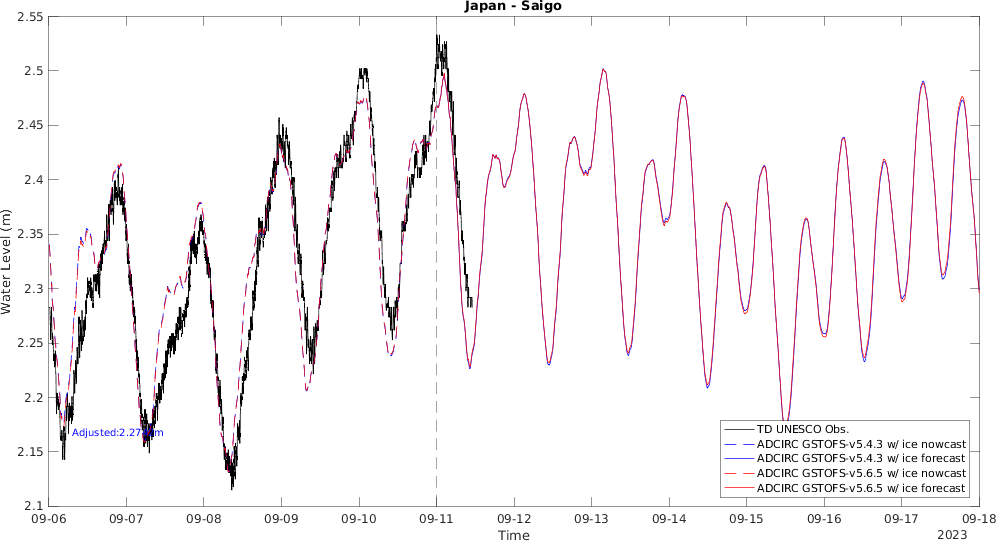 Japan - Saigo
2.55
2.5
2.45
2.4
2.35
2.3
2.25
2.2
2.15
2.1
Water Level (m)
TD UNESCO Obs.
ADCIRC GSTOFS-v5.4.3 w/ ice nowcast
ADCIRC GSTOFS-v5.4.3 w/ ice forecast
ADCIRC GSTOFS-v5.6.5 w/ ice nowcast
ADCIRC GSTOFS-v5.6.5 w/ ice forecast
09-06 09-07 09-08 09-09 09-10 09-11 09-12 09-13 09-14 09-15 09-16 09-17 09-18
Time
2023